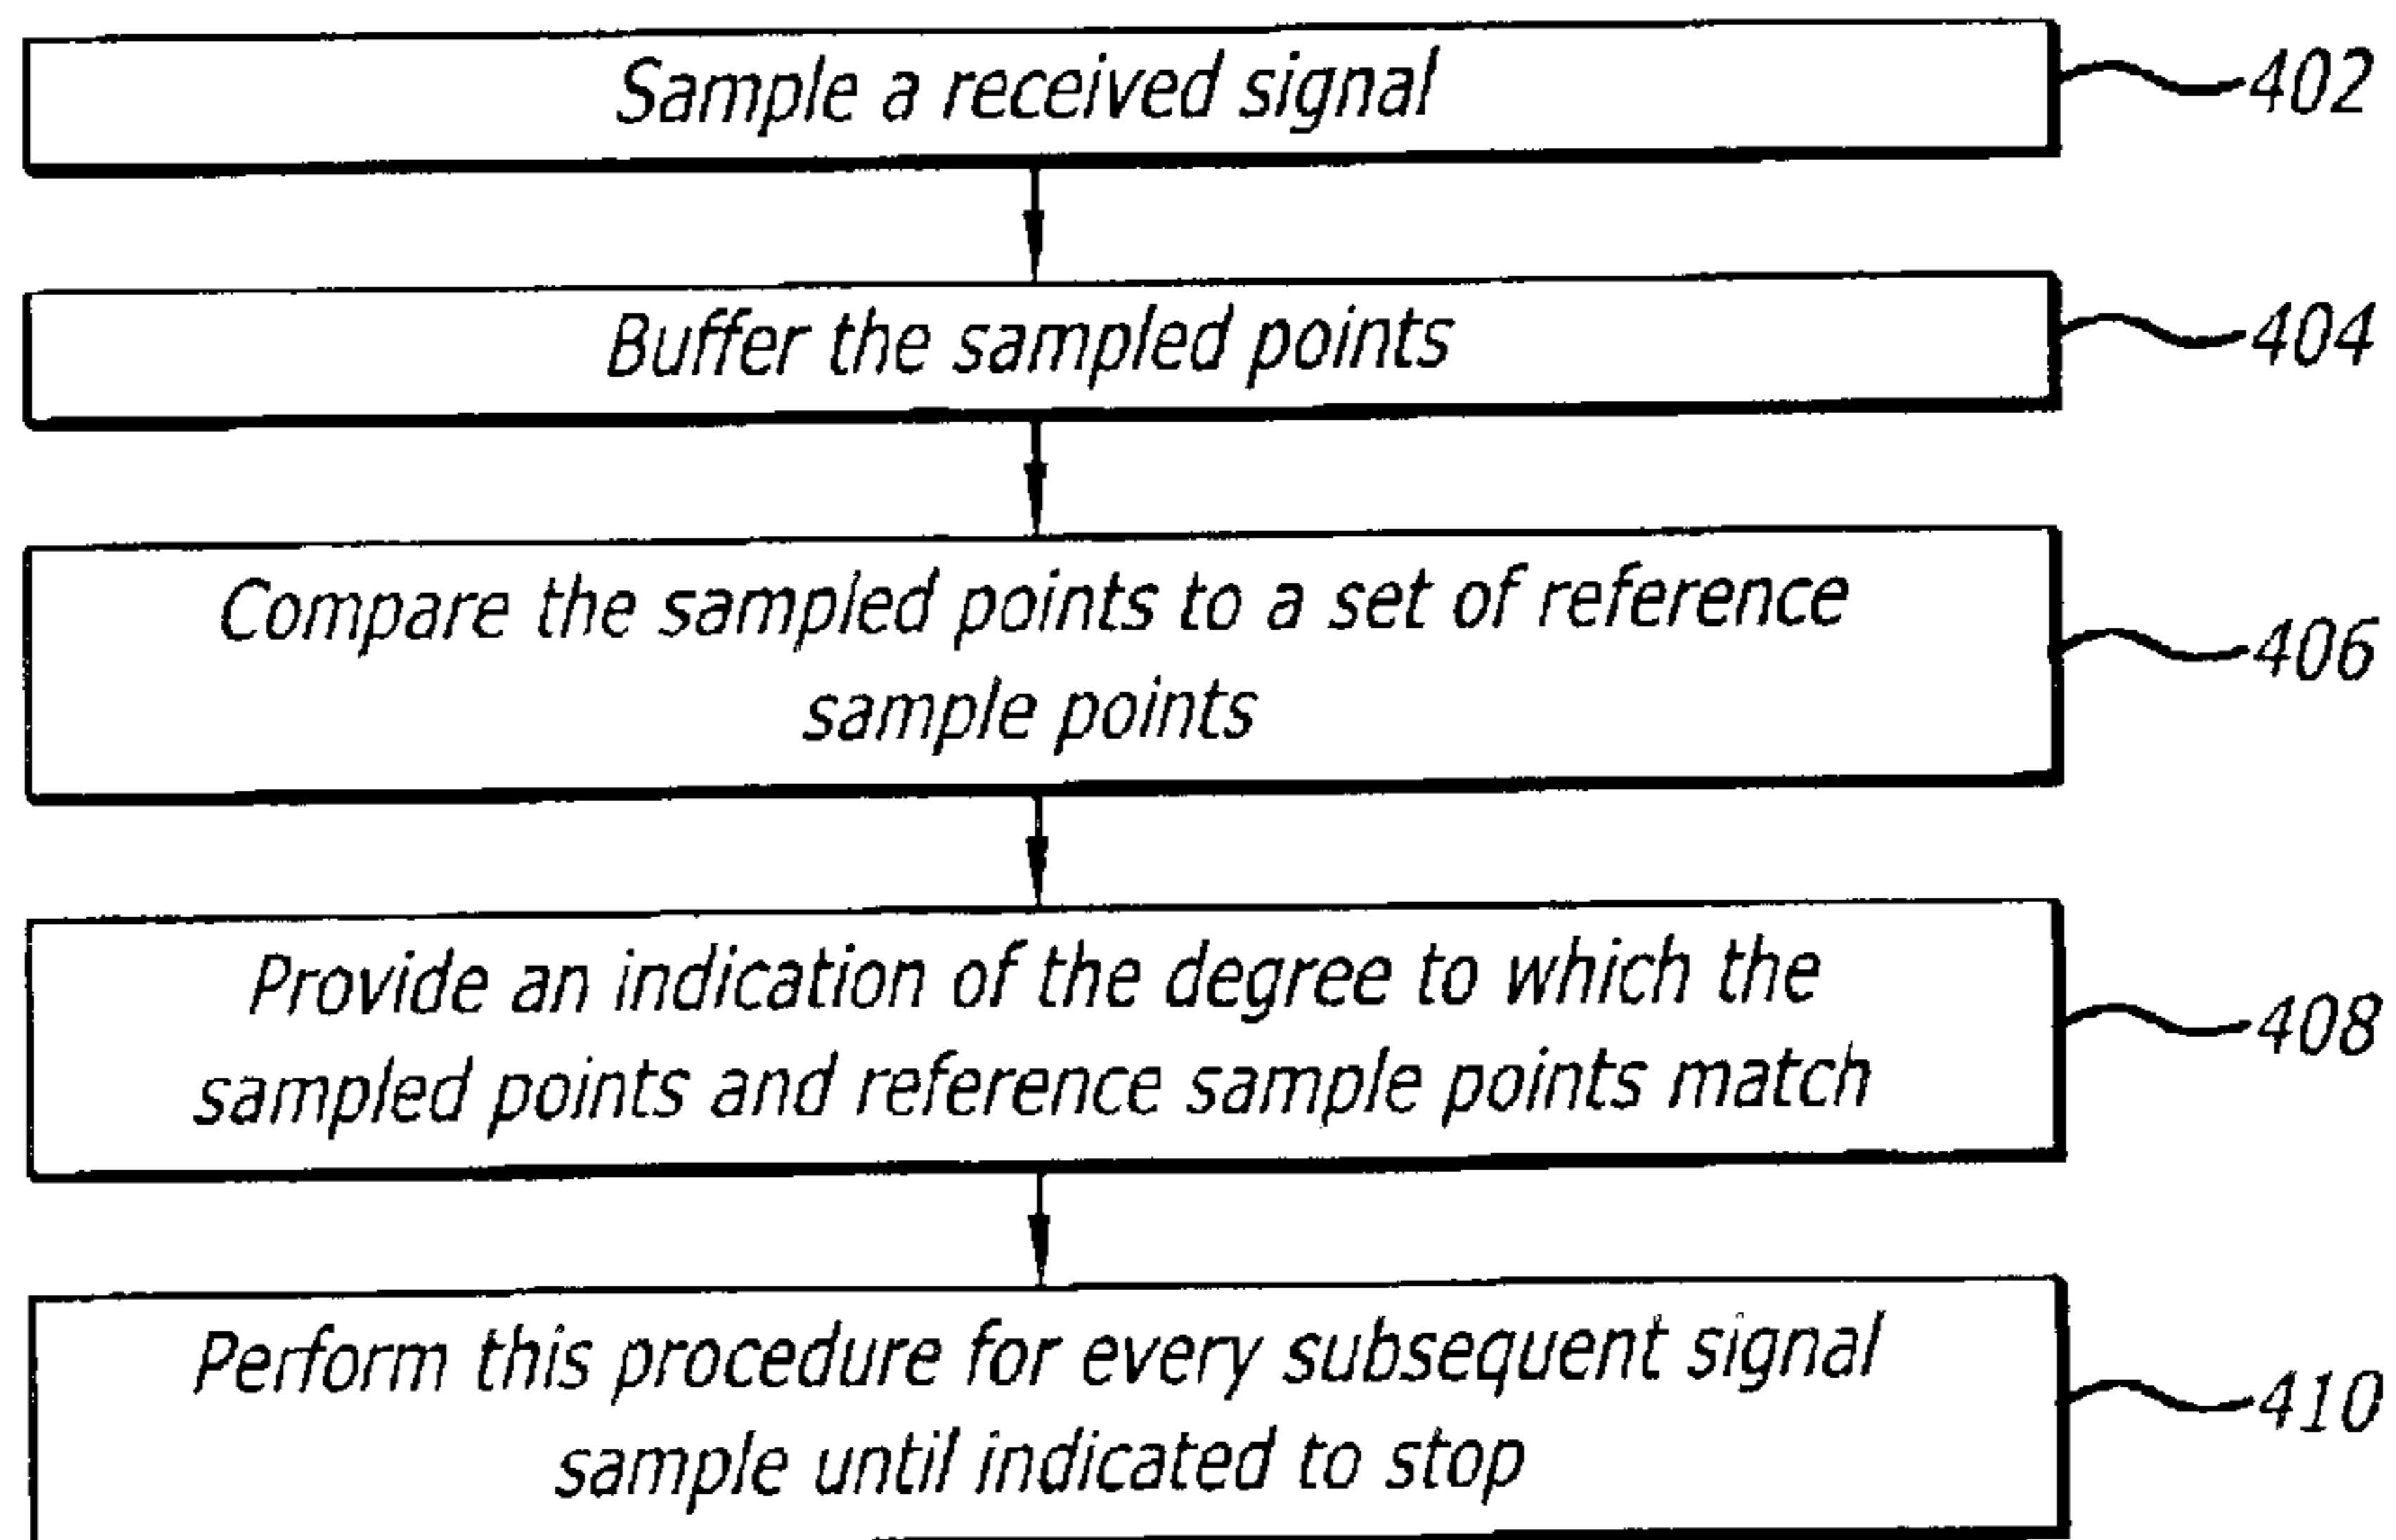 Sample a received signal
402
Buffer the sampled points
404
Compare the sampled points to a set of reference
sample points
406
Provide an indication of the degree to which the
sampled points and reference sample points match
408
Perform this procedure for every subsequent signal
sample until indicated to stop
410